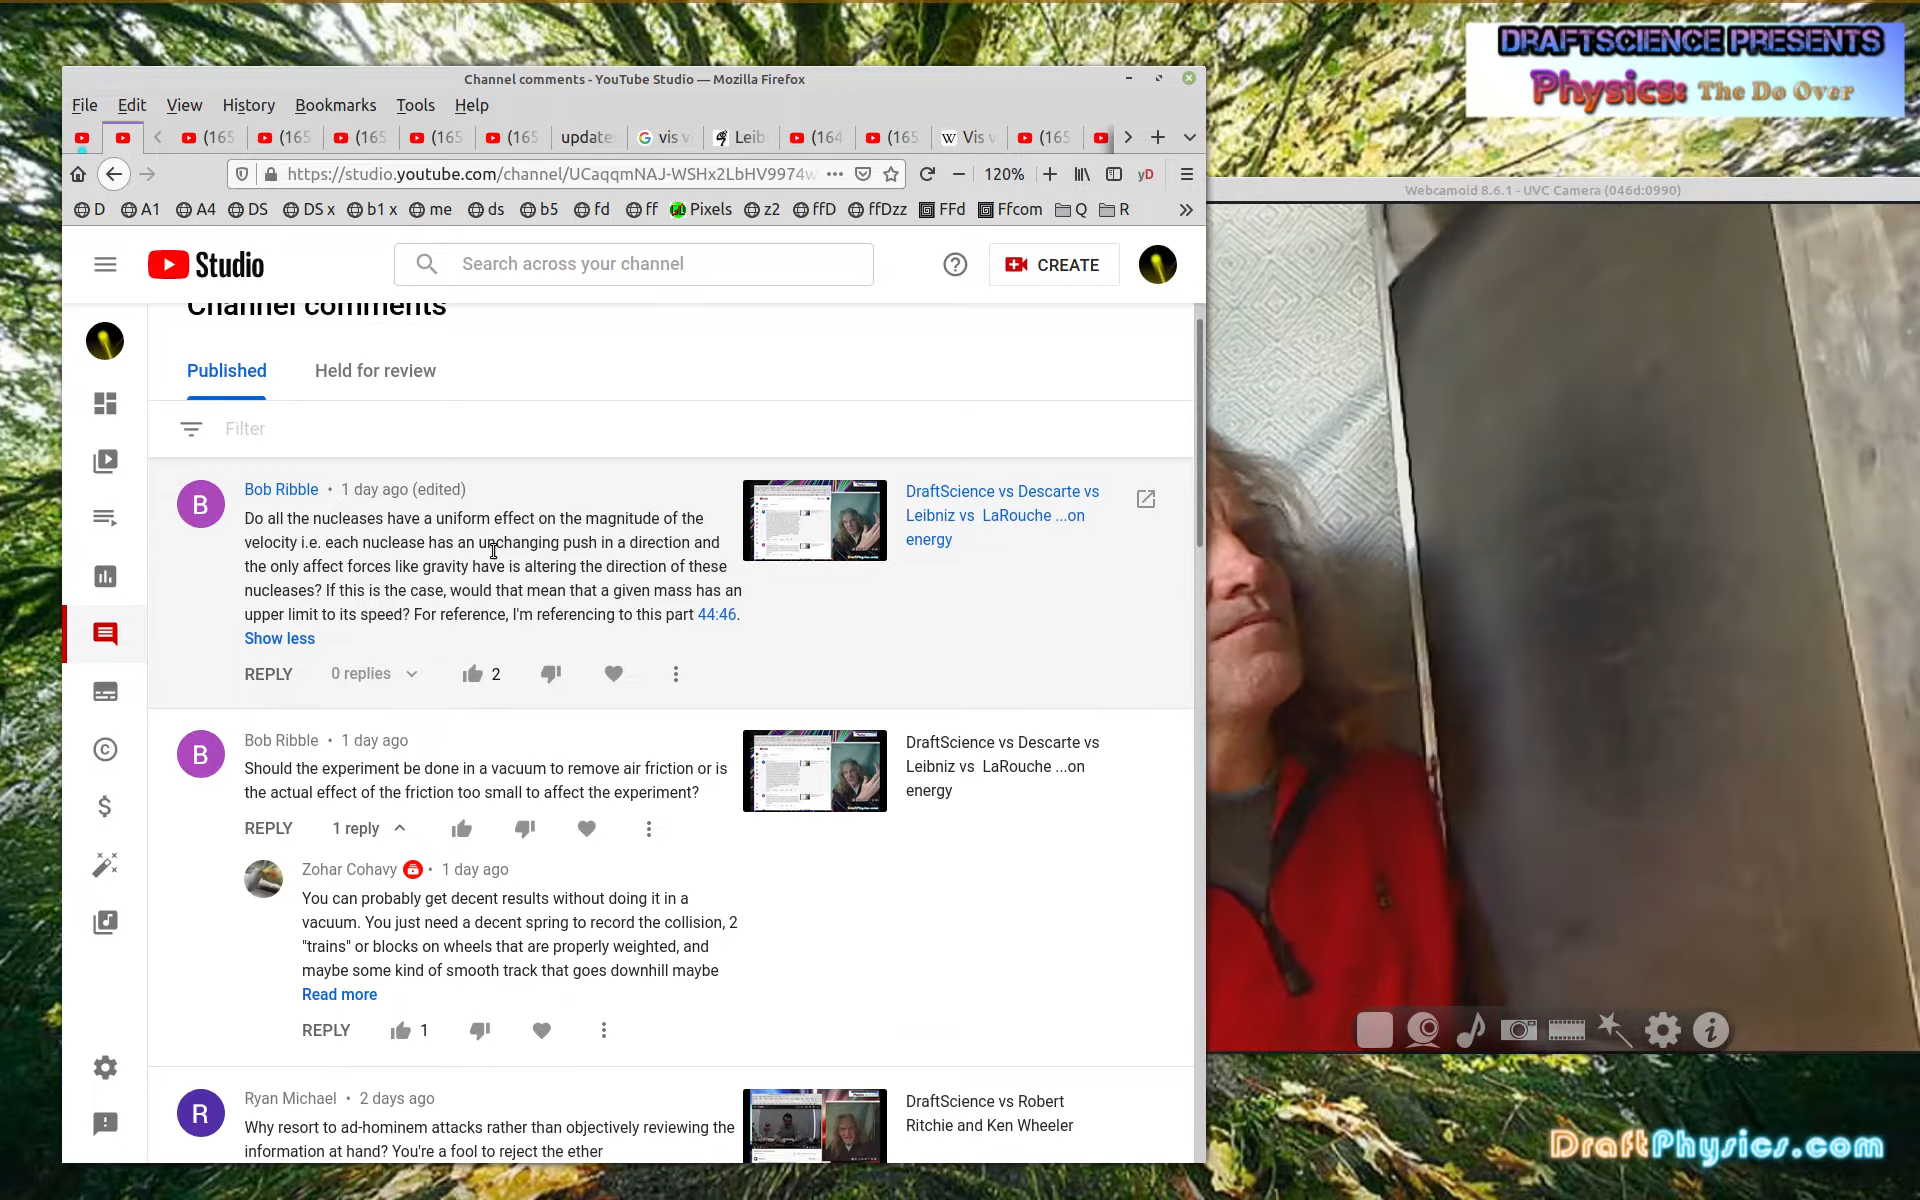 DRAFTSCIENCE PRESENTS
Physics: The Do Over
Channel comments - YouTube Studio — Mozilla Firefox
File Edit View History Bookmarks Tools Help
(165 (165 (165 (165 (165 update vis v Leib (164 (165 Vis v (165
https://studio.youtube.com/channel/UCaqqmNAJ-WSHx2LbHV9974w ••• 120% yD
D A1 A4 DS DS x b1 x me ds b5 fd ff Pixels z2 ffD ffDzz FFd Ffcom Q R
Webcamoid 8.6.1 - UVC Camera (046d:0990)
Studio
Search across your channel
CREATE
Channel comments
Published Held for review
Filter
B
Bob Ribble • 1 day ago (edited)
Do all the nucleases have a uniform effect on the magnitude of the
velocity i.e. each nuclease has an unchanging push in a direction and
the only affect forces like gravity have is altering the direction of these
nucleases? If this is the case, would that mean that a given mass has an
upper limit to its speed? For reference, I'm referencing to this part 44:46.
Show less
REPLY 0 replies 2
DraftScience vs Descarte vs
Leibniz vs LaRouche ...on
energy
B
Bob Ribble • 1 day ago
Should the experiment be done in a vacuum to remove air friction or is
the actual effect of the friction too small to affect the experiment?
REPLY 1 reply
DraftScience vs Descarte vs
Leibniz vs LaRouche ...on
energy
Zohar Cohavy • 1 day ago
You can probably get decent results without doing it in a
vacuum. You just need a decent spring to record the collision, 2
"trains" or blocks on wheels that are properly weighted, and
maybe some kind of smooth track that goes downhill maybe
Read more
REPLY 1
R
Ryan Michael • 2 days ago
Why resort to ad-hominem attacks rather than objectively reviewing the
information at hand? You're a fool to reject the ether
DraftScience vs Robert
Ritchie and Ken Wheeler
DraftPhysics.com